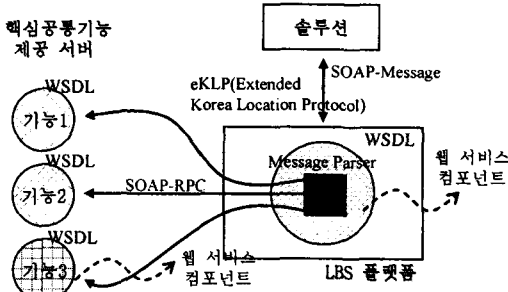 핵심공통기능
제공 서버
솔루션
WSDL
기능1
eKLP(Extended
Korea Location Protocol)
SOAP-Message
WSDL
Message Parser
웹 서비스
컴포넌트
WSDL
기능2
SOAP-RPC
WSDL
기능3
웹 서비스
컴포넌트
LBS 플랫폼